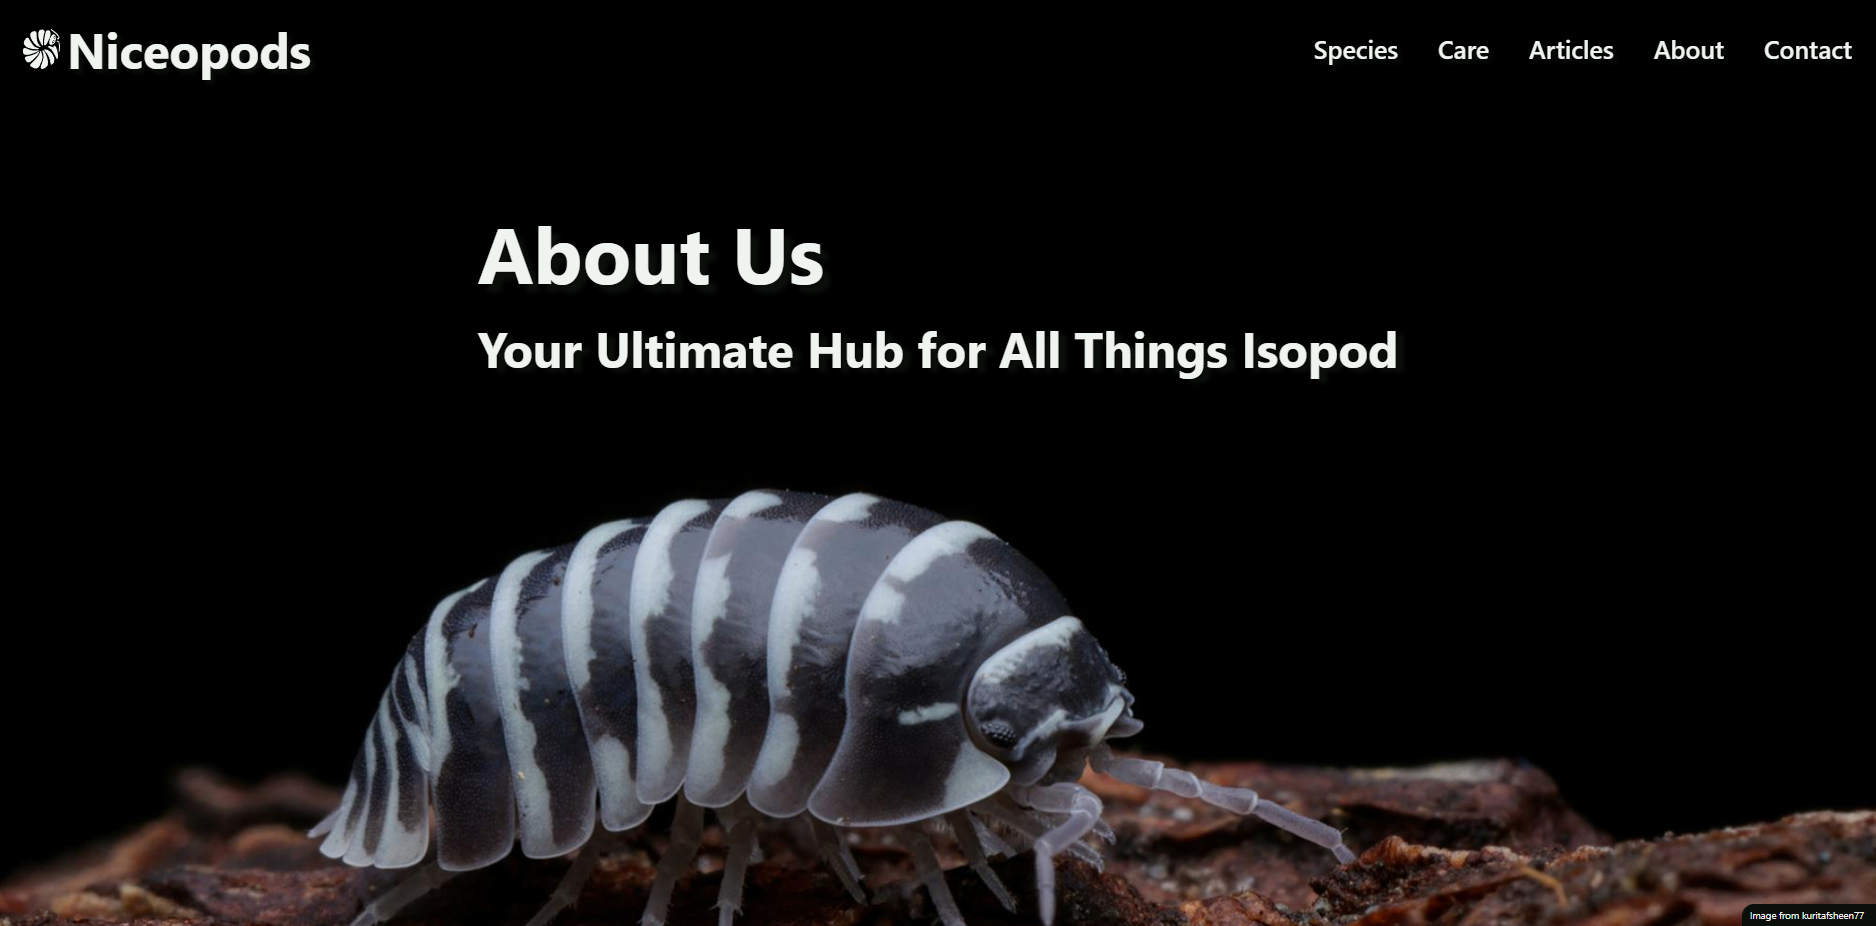 Niceopods
Species Care Articles About Contact
About Us
Your Ultimate Hub for All Things Isopod
Image from kuritafsheen77